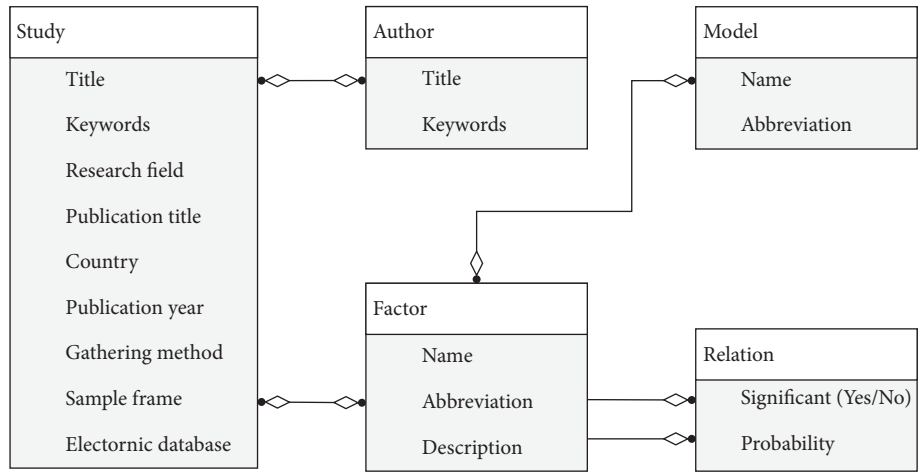 Study
Title
Keywords
Research field
Publication title
Country
Publication year
Gathering method
Sample frame
Electornic database
Author
Title
Keywords
Model
Name
Abbreviation
Factor
Name
Abbreviation
Description
Relation
Significant (Yes/No)
Probability